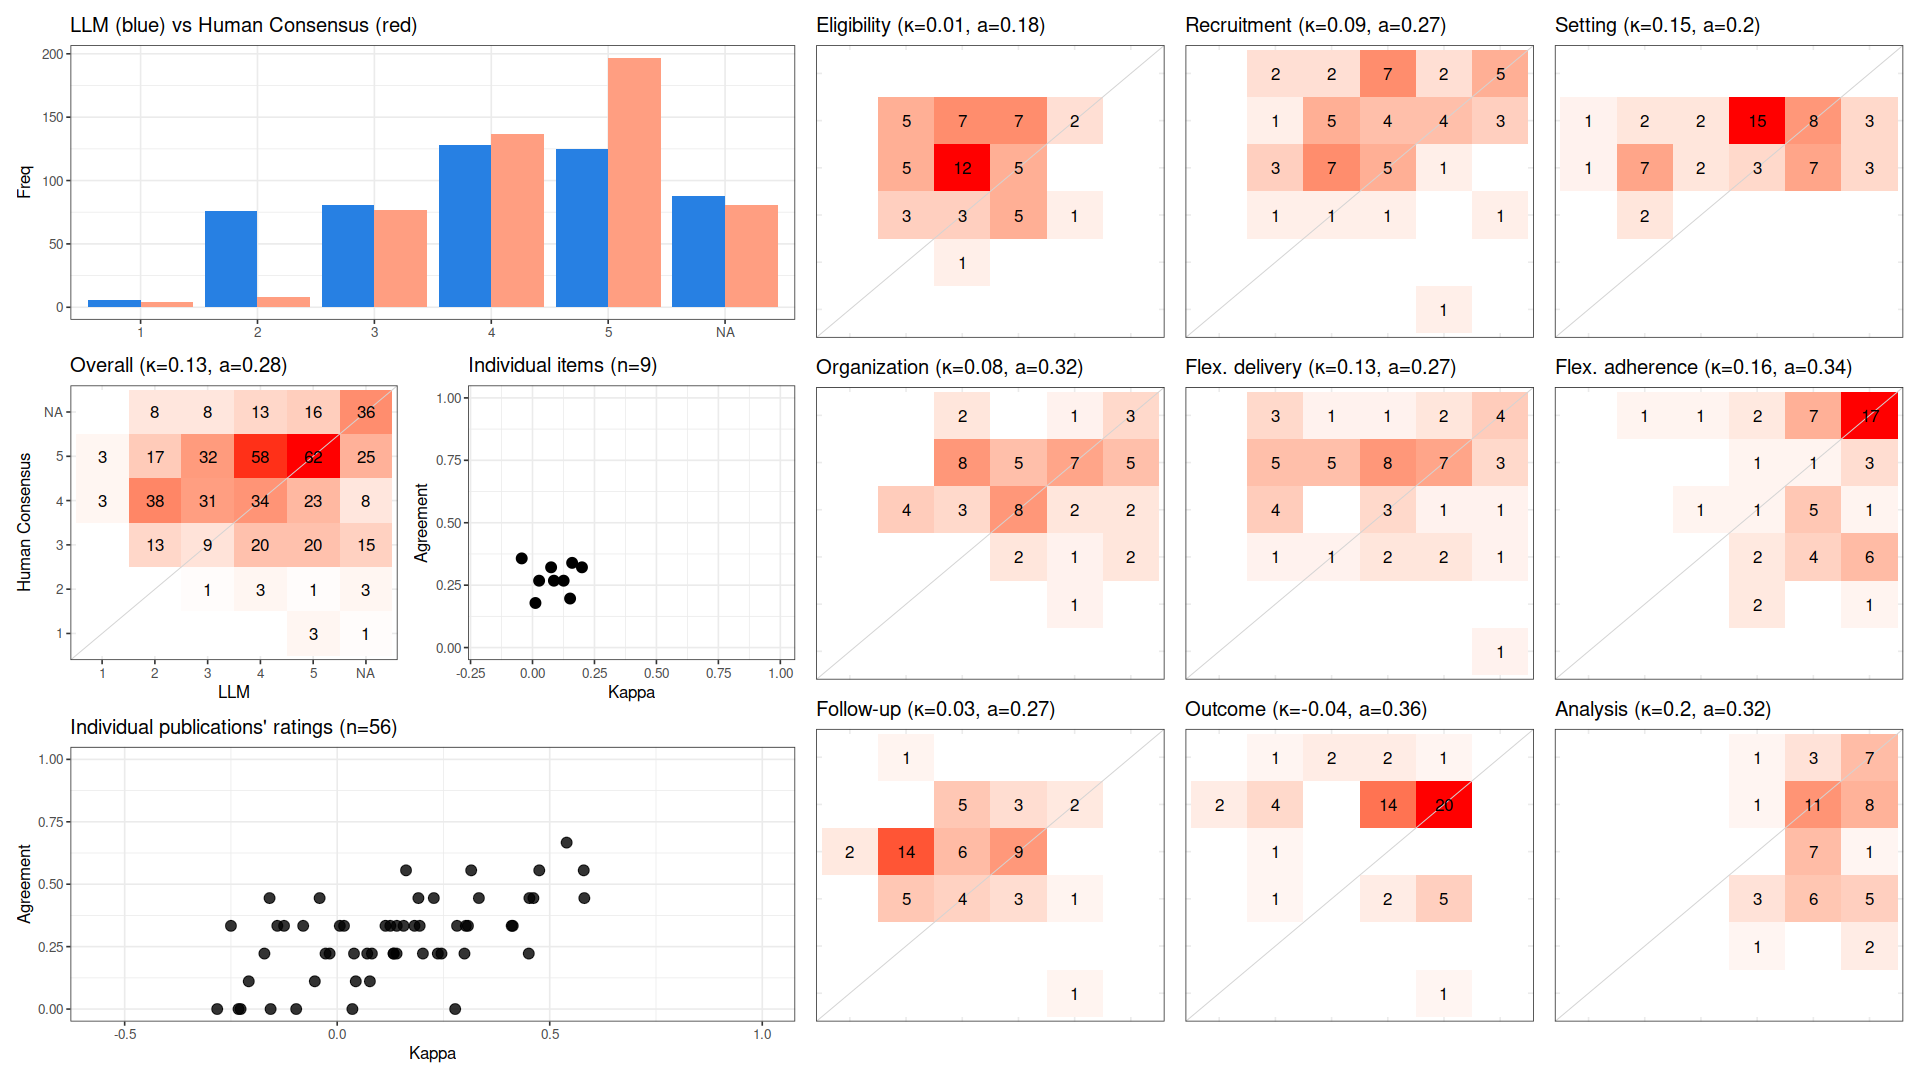 LLM (blue) vs Human Consensus (red)
Freq
200
150
100
50
0
1 2 3 4 5 NA
Overall (κ=0.13, a=0.28)
Human Consensus
NA 8 8 13 16 36
5 3 17 32 58 62 25
4 3 38 31 34 23 8
3 13 9 20 20 15
2 1 3 1 3
1 3 1
1 2 3 4 5 NA
LLM
Individual items (n=9)
Agreement
1.00
0.75
0.50
0.25
0.00
-0.25 0.00 0.25 0.50 0.75 1.00
Kappa
Individual publications' ratings (n=56)
Agreement
1.00
0.75
0.50
0.25
0.00
-0.5 0.0 0.5 1.0
Kappa
Eligibility (κ=0.01, a=0.18)
5 7 7 2
5 12 5
3 3 5 1
1
Recruitment (κ=0.09, a=0.27)
2 2 7 2 5
1 5 4 4 3
3 7 5 1
1 1 1 1
1
Setting (κ=0.15, a=0.2)
1 2 2 15 8 3
1 7 2 3 7 3
2
Organization (κ=0.08, a=0.32)
2 1 3
8 5 7 5
4 3 8 2 2
2 1 2
1
Flex. delivery (κ=0.13, a=0.27)
3 1 1 2 4
5 5 8 7 3
4 3 1 1
1 1 2 2 1
1
Flex. adherence (κ=0.16, a=0.34)
1 1 2 7 17
1 1 3
1 1 5 1
2 4 6
2 1
Follow-up (κ=0.03, a=0.27)
1
5 3 2
2 14 6 9
5 4 3 1
1
Outcome (κ=-0.04, a=0.36)
1 2 2 1
2 4 14 20
1
1 2 5
1
Analysis (κ=0.2, a=0.32)
1 3 7
1 11 8
7 1
3 6 5
1 2